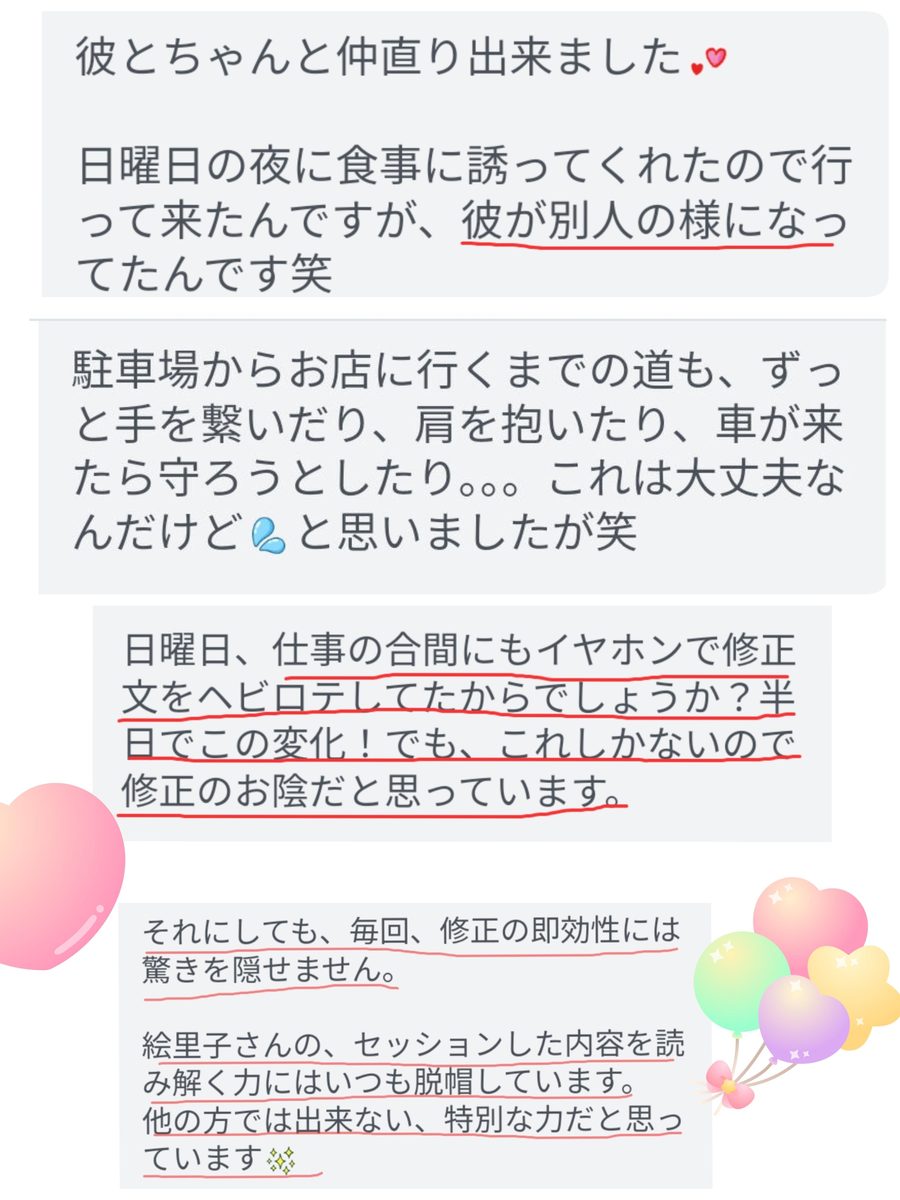 彼とちゃんと仲直り出来ました💕
日曜日の夜に食事に誘ってくれたので行
って来たんですが、彼が別人の様になっ
てたんです笑
駐車場からお店に行くまでの道も、ずっ
と手を繋いだり、肩を抱いたり、車が来
たら守ろうとしたり。。。これは大丈夫な
んだけど💦と思いましたが笑
日曜日、仕事の合間にもイヤホンで修正
文をヘビロテしてたからでしょうか？半
日でこの変化！でも、これしかないので
修正のお陰だと思っています。
それにしても、毎回、修正の即効性には
驚きを隠せません。
絵里子さんの、セッションした内容を読
み解く力にはいつも脱帽しています。
他の方では出来ない、特別な力だと思っ
ています✨